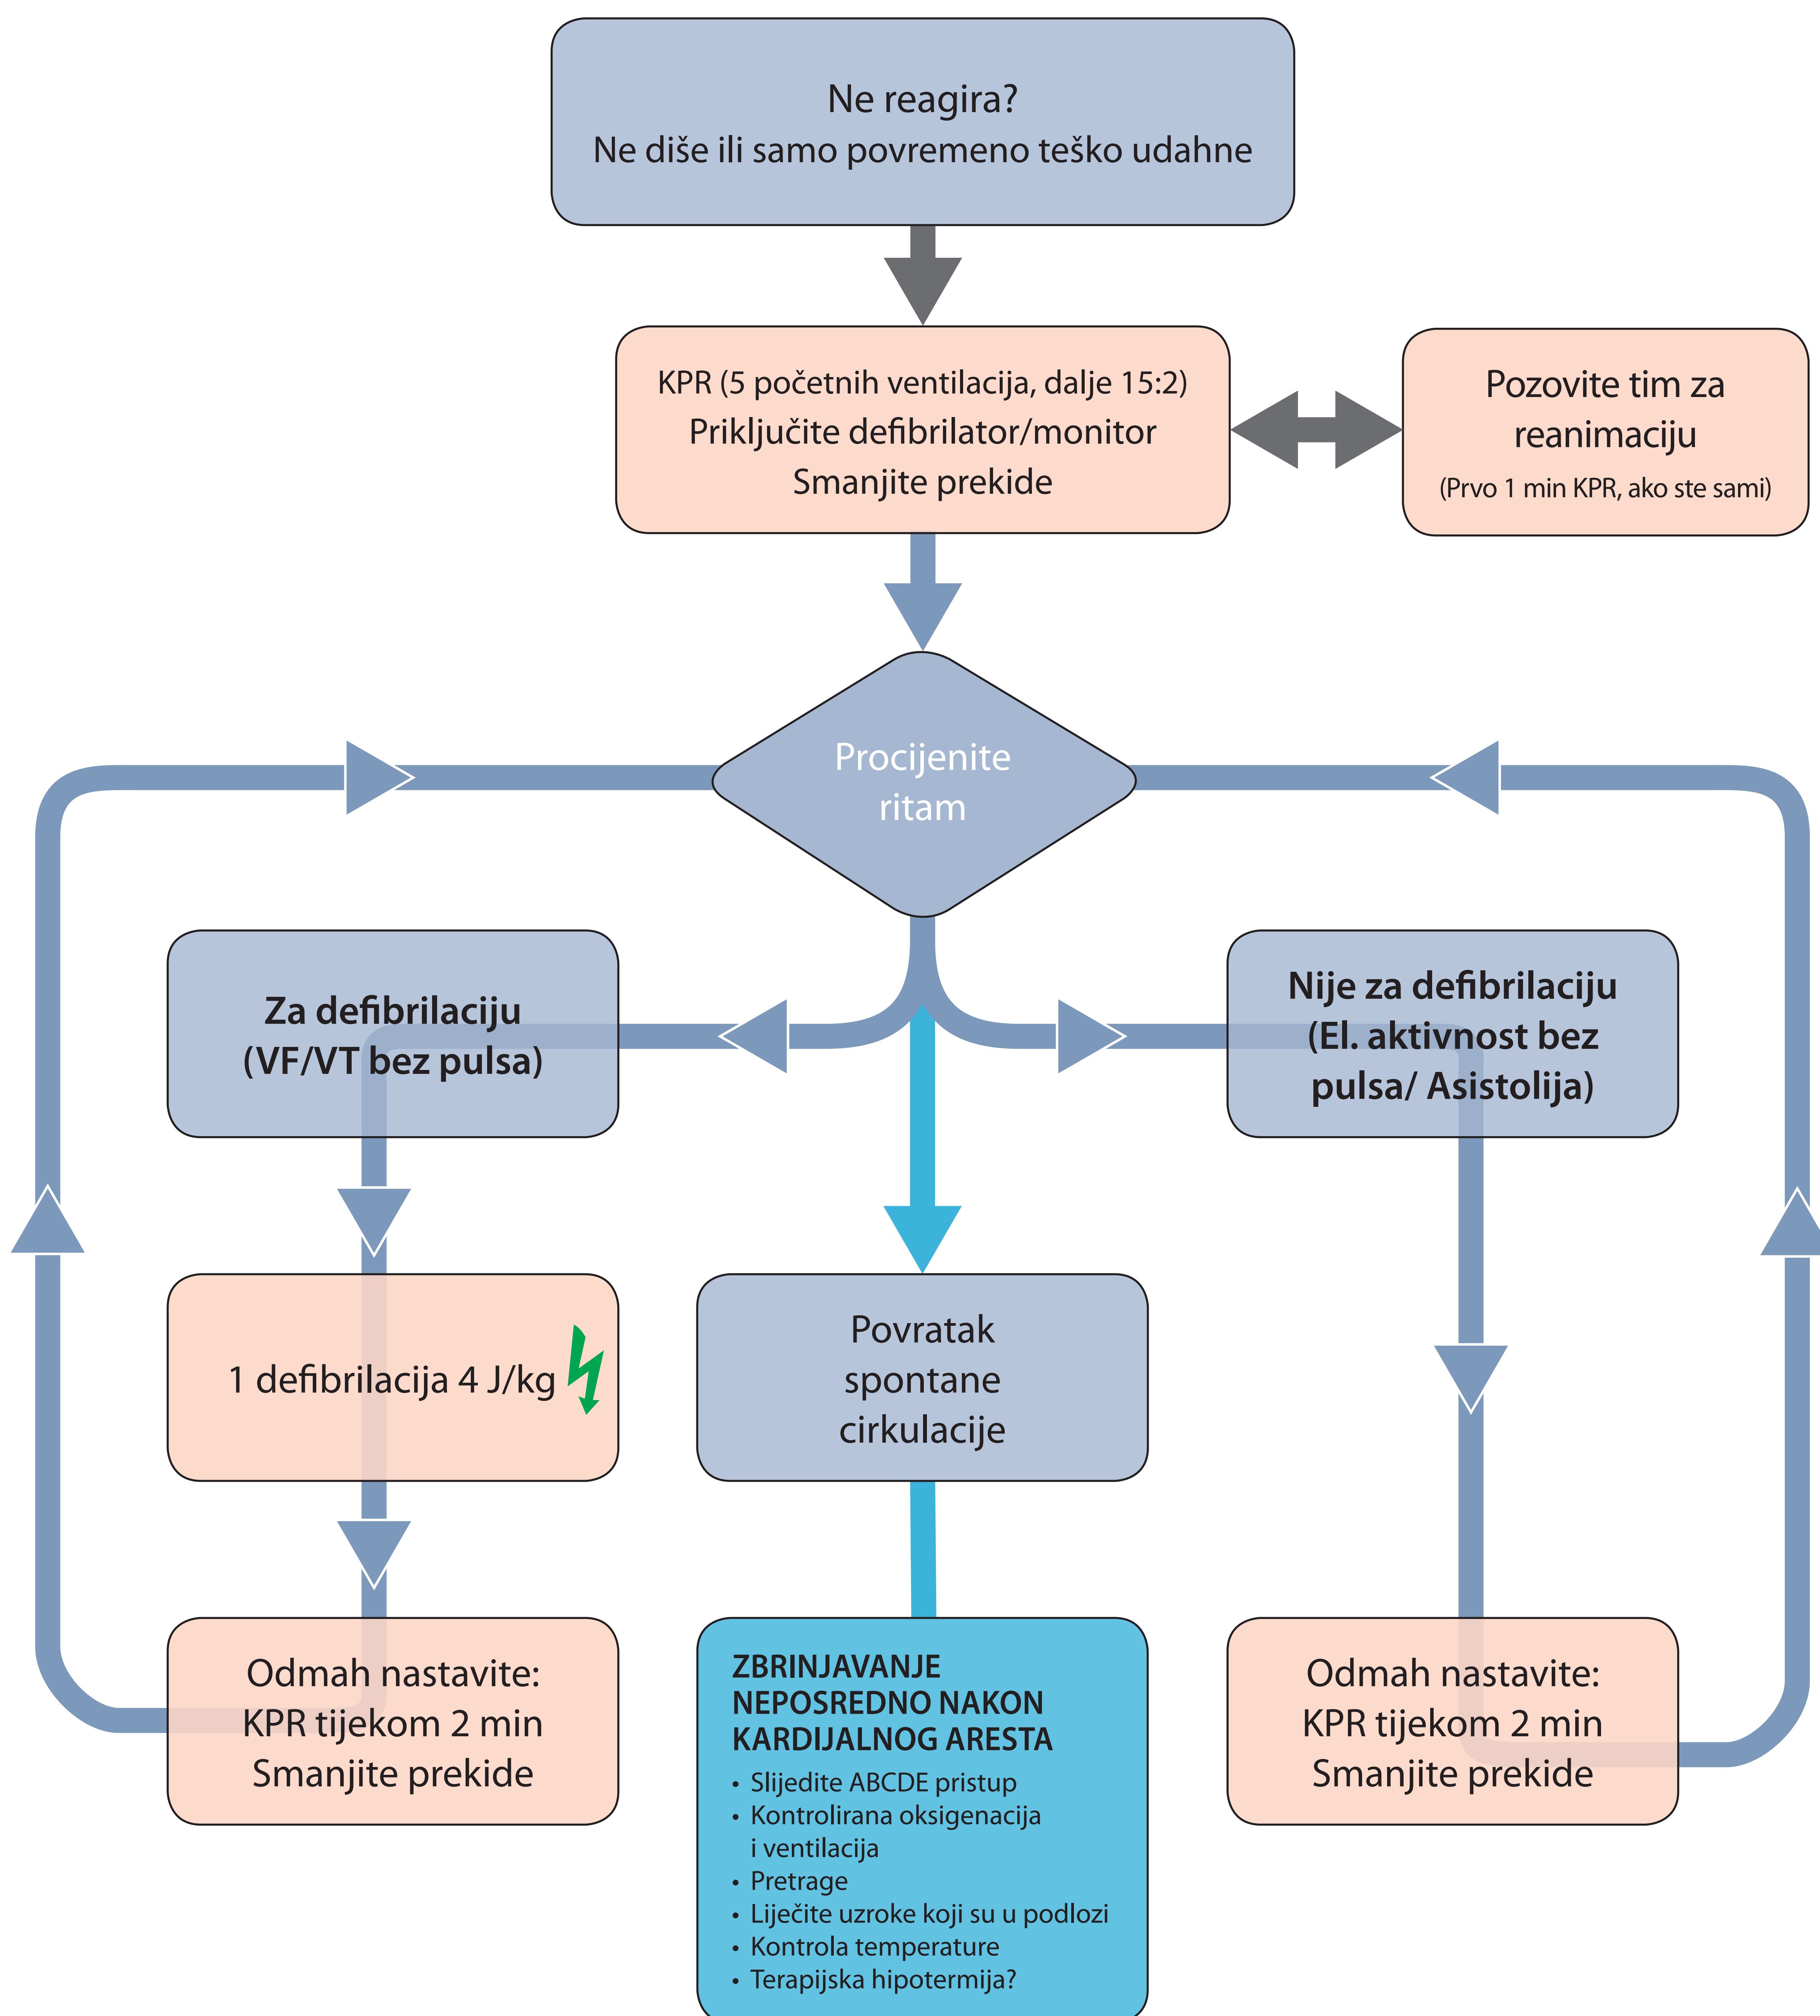 Ne reagira?
Ne diše ili samo povremeno teško udahne
KPR (5 početnih ventilacija, dalje 15:2)
Priključite defibrilator/monitor
Smanjite prekide
Pozovite tim za
reanimaciju
(Prvo 1 min KPR, ako ste sami)
Procijenite
ritam
Za defibrilaciju
(VF/VT bez pulsa)
Nije za defibrilaciju
(El. aktivnost bez
pulsa/ Asistolija)
1 defibrilacija 4 J/kg
Povratak
spontane
cirkulacije
Odmah nastavite:
KPR tijekom 2 min
Smanjite prekide
ZBRINJAVANJE
NEPOSREDNO NAKON
KARDIJALNOG ARESTA
• Slijedite ABCDE pristup
• Kontrolirana oksigenacija
i ventilacija
• Pretrage
• Liječite uzroke koji su u podlozi
• Kontrola temperature
• Terapijska hipotermija?
Odmah nastavite:
KPR tijekom 2 min
Smanjite prekide